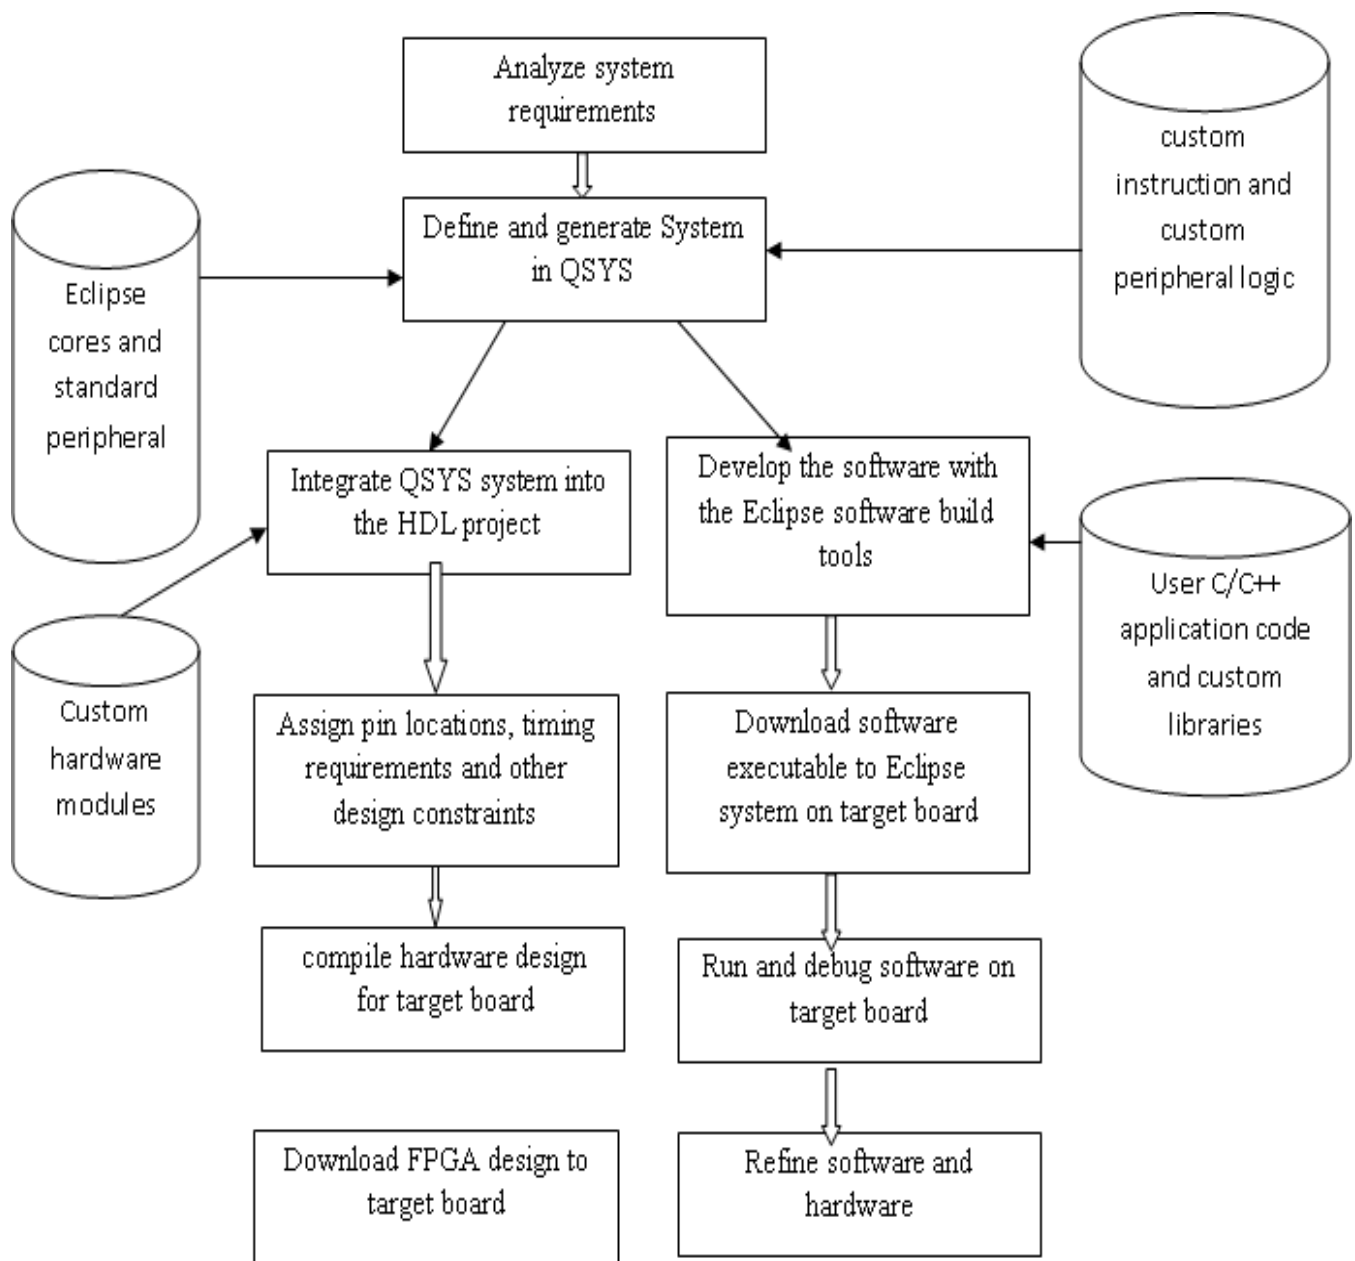 Analyze system
requirements
custom
instruction and
custom
peripheral logic
Define and generate System
in QSYS
Eclipse
cores and
standard
peripheral
Integrate QSYS system into
the HDL project
Develop the software with
the Eclipse software build
tools
User C/C++
application code
and custom
libraries
Custom
hardware
modules
Assign pin locations, timing
requirements and other
design constraints
Download software
executable to Eclipse
system on target board
compile hardware design
for target board
Run and debug software on
target board
Download FPGA design to
target board
Refine software and
hardware